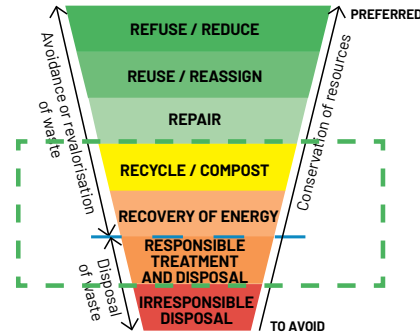 PREFERRED
REFUSE / REDUCE
REUSE / REASSIGN
REPAIR
RECYCLE / COMPOST
RECOVERY OF ENERGY
RESPONSIBLE
TREATMENT
AND DISPOSAL
IRRESPONSIBLE
DISPOSAL
TO AVOID
Avoidance or revalorisation
of waste
Disposal
of waste
Conservation of resources